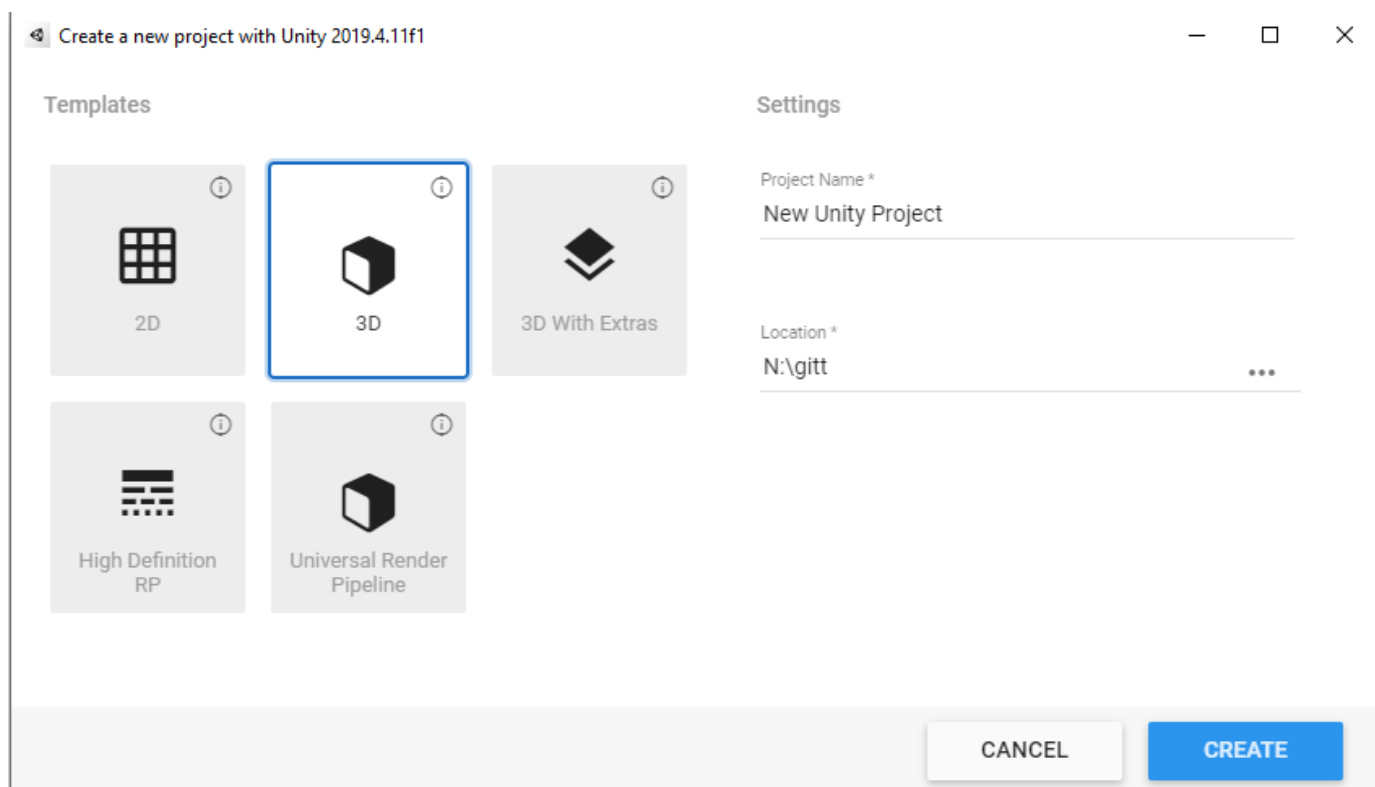 Create a new project with Unity 2019.4.11f1
Templates
Settings
2D
3D
3D With Extras
High Definition
RP
Universal Render
Pipeline
Project Name *
New Unity Project
Location *
N:\gitt
CANCEL
CREATE